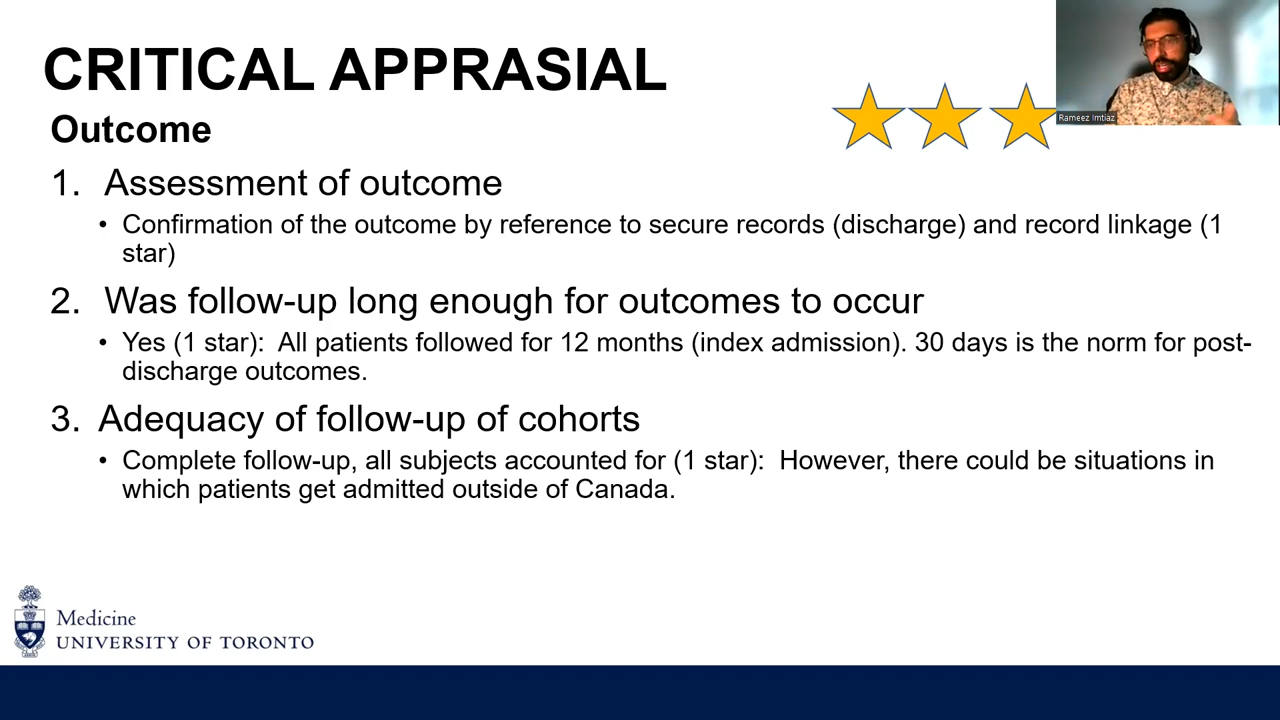 CRITICAL APPRASIAL
Outcome
Rameez Imtiaz
1. Assessment of outcome
• Confirmation of the outcome by reference to secure records (discharge) and record linkage (1
star)
2. Was follow-up long enough for outcomes to occur
• Yes (1 star): All patients followed for 12 months (index admission). 30 days is the norm for post-
discharge outcomes.
3. Adequacy of follow-up of cohorts
• Complete follow-up, all subjects accounted for (1 star): However, there could be situations in
which patients get admitted outside of Canada.
Medicine
UNIVERSITY OF TORONTO